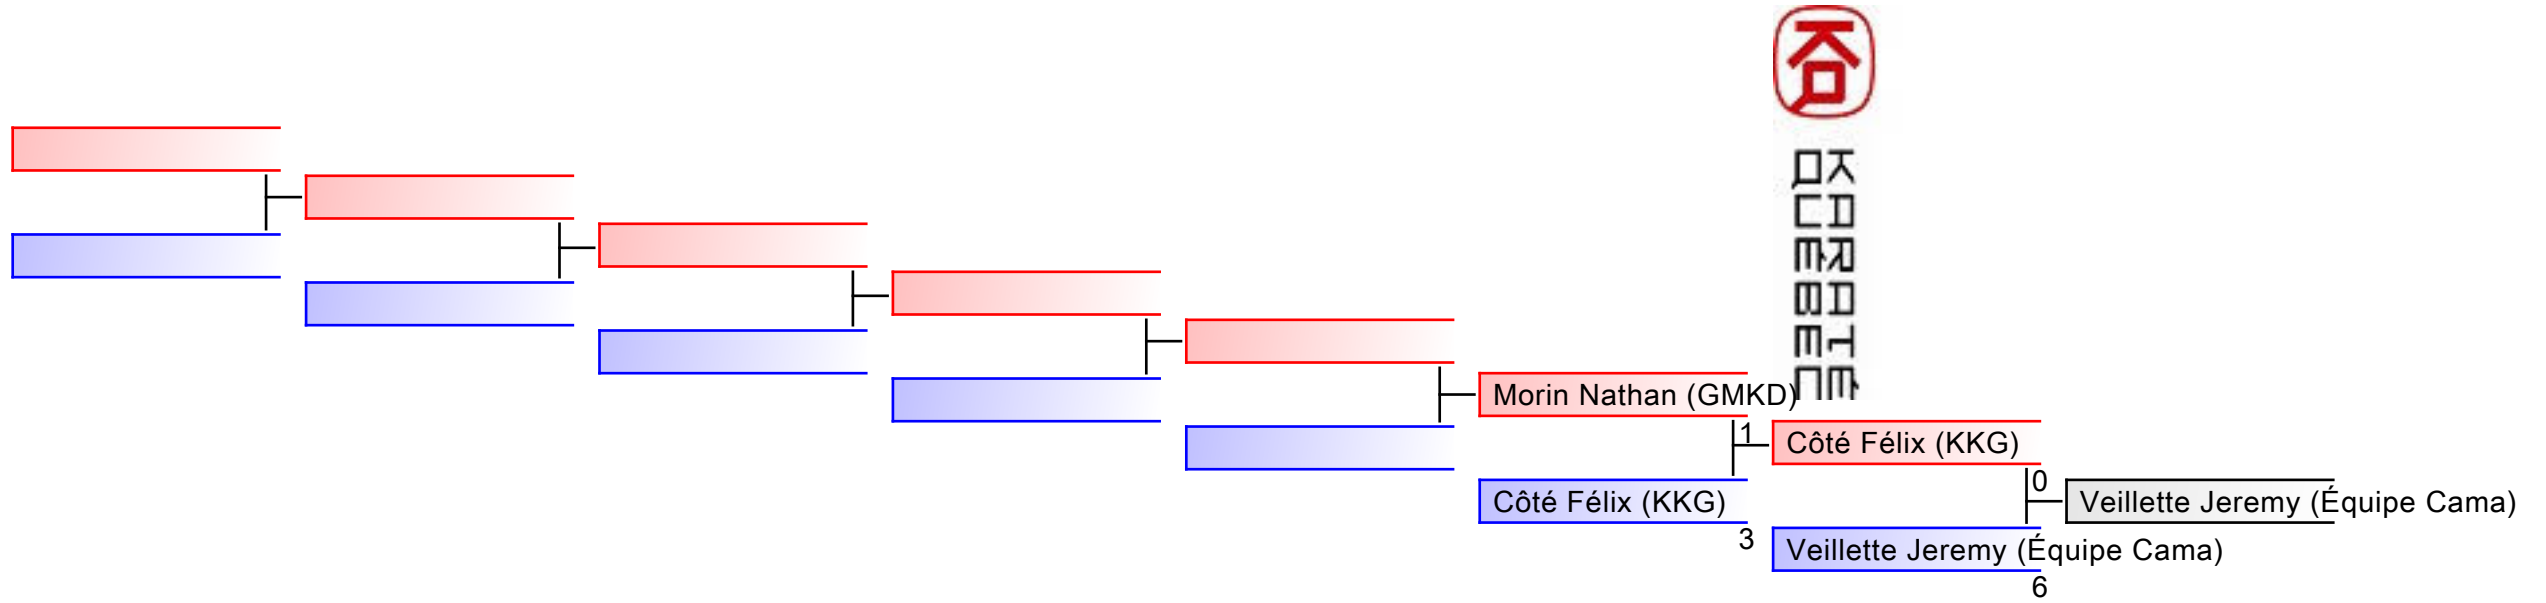 KARATÉ
QUÉBEC
Morin Nathan (GMKD)
1
Côté Félix (KKG)
Côté Félix (KKG)
3
0
Veillette Jeremy (Équipe Cama)
Veillette Jeremy (Équipe Cama)
6